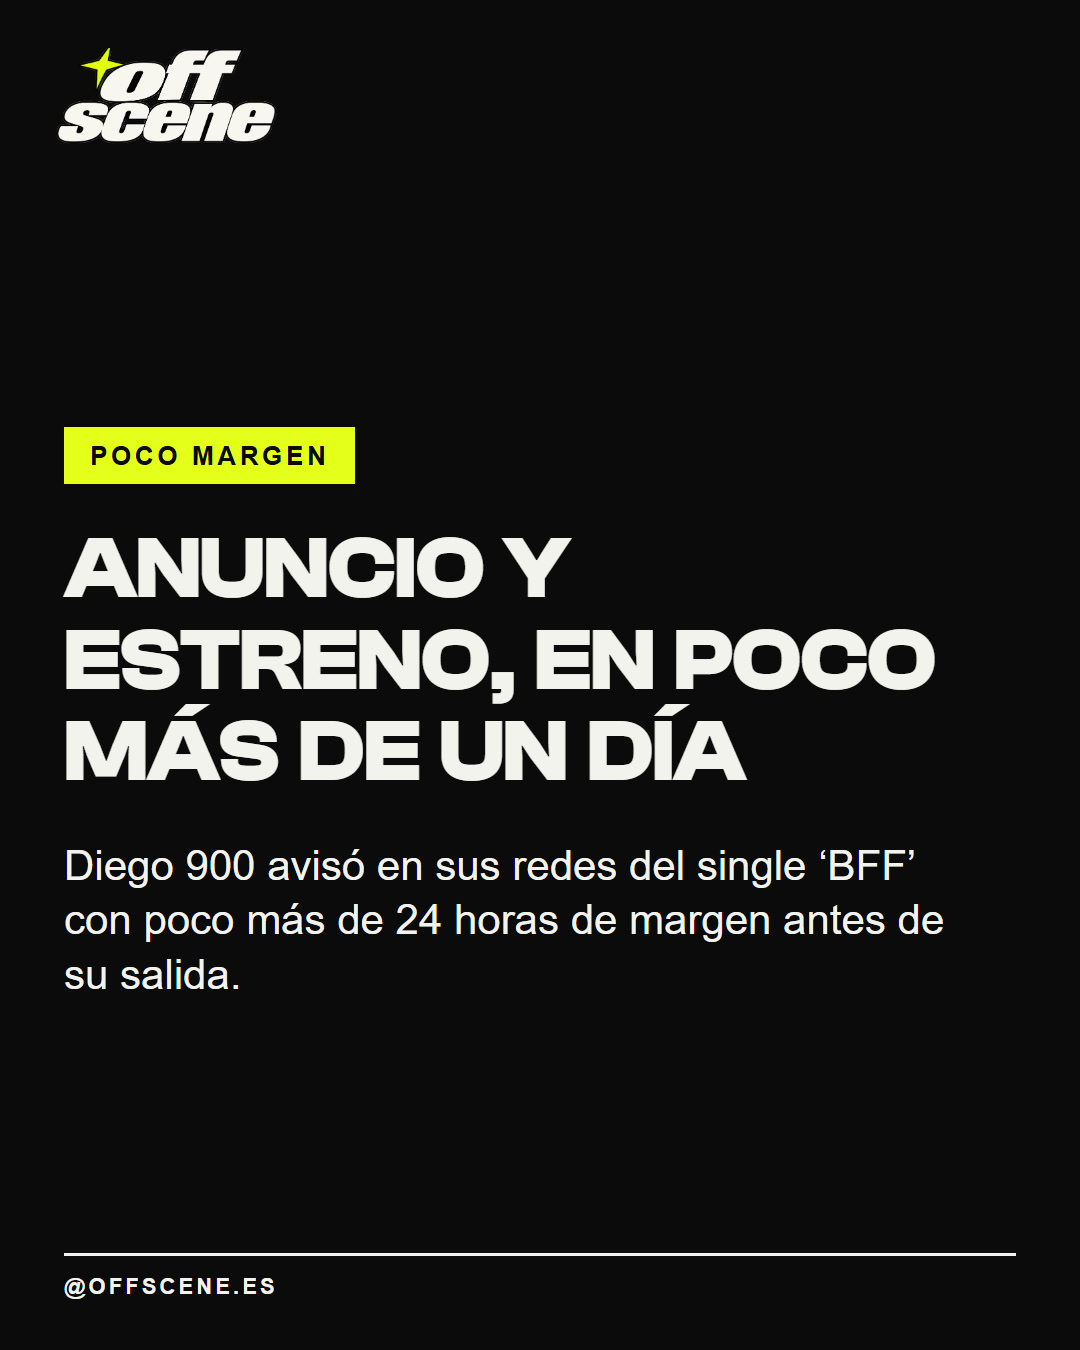 off
scene
POCO MARGEN
ANUNCIO Y
ESTRENO, EN POCO
MÁS DE UN DÍA
Diego 900 avisó en sus redes del single ‘BFF’
con poco más de 24 horas de margen antes de
su salida.
@OFFSCENE.ES